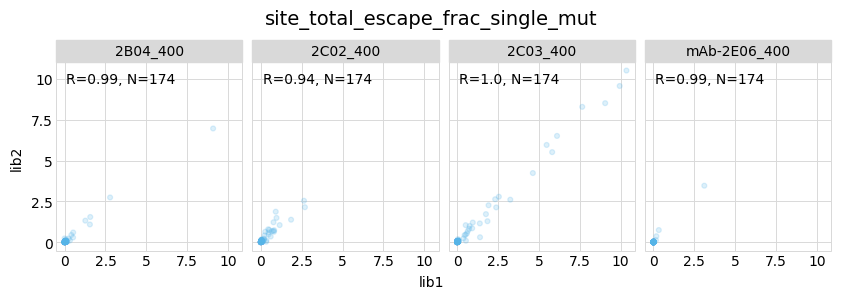 site_total_escape_frac_single_mut
2B04_400
2C02_400
2C03_400
mAb-2E06_400
R=0.99, N=174
R=0.94, N=174
R=1.0, N=174
R=0.99, N=174
10
7.5
5
2.5
0
lib2
0 2.5 5 7.5 10
0 2.5 5 7.5 10
0 2.5 5 7.5 10
0 2.5 5 7.5 10
lib1